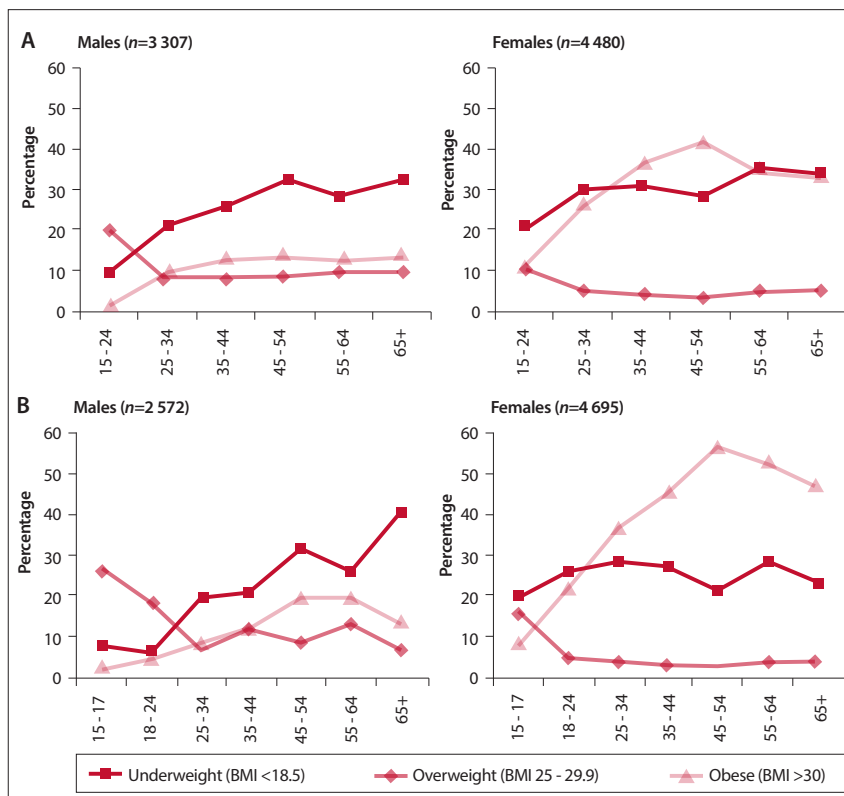 A Males (n=3 307) Females (n=4 480)
Percentage Percentage
60 60
50 50
40 40
30 30
20 20
10 10
0 0
15 - 24 25 - 34 35 - 44 45 - 54 55 - 64 65+ 15 - 24 25 - 34 35 - 44 45 - 54 55 - 64 65+
B Males (n=2 572) Females (n=4 695)
Percentage Percentage
60 60
50 50
40 40
30 30
20 20
10 10
0 0
15 - 17 18 - 24 25 - 34 35 - 44 45 - 54 55 - 64 65+ 15 - 17 18 - 24 25 - 34 35 - 44 45 - 54 55 - 64 65+
Underweight (BMI <18.5) Overweight (BMI 25 - 29.9) Obese (BMI >30)